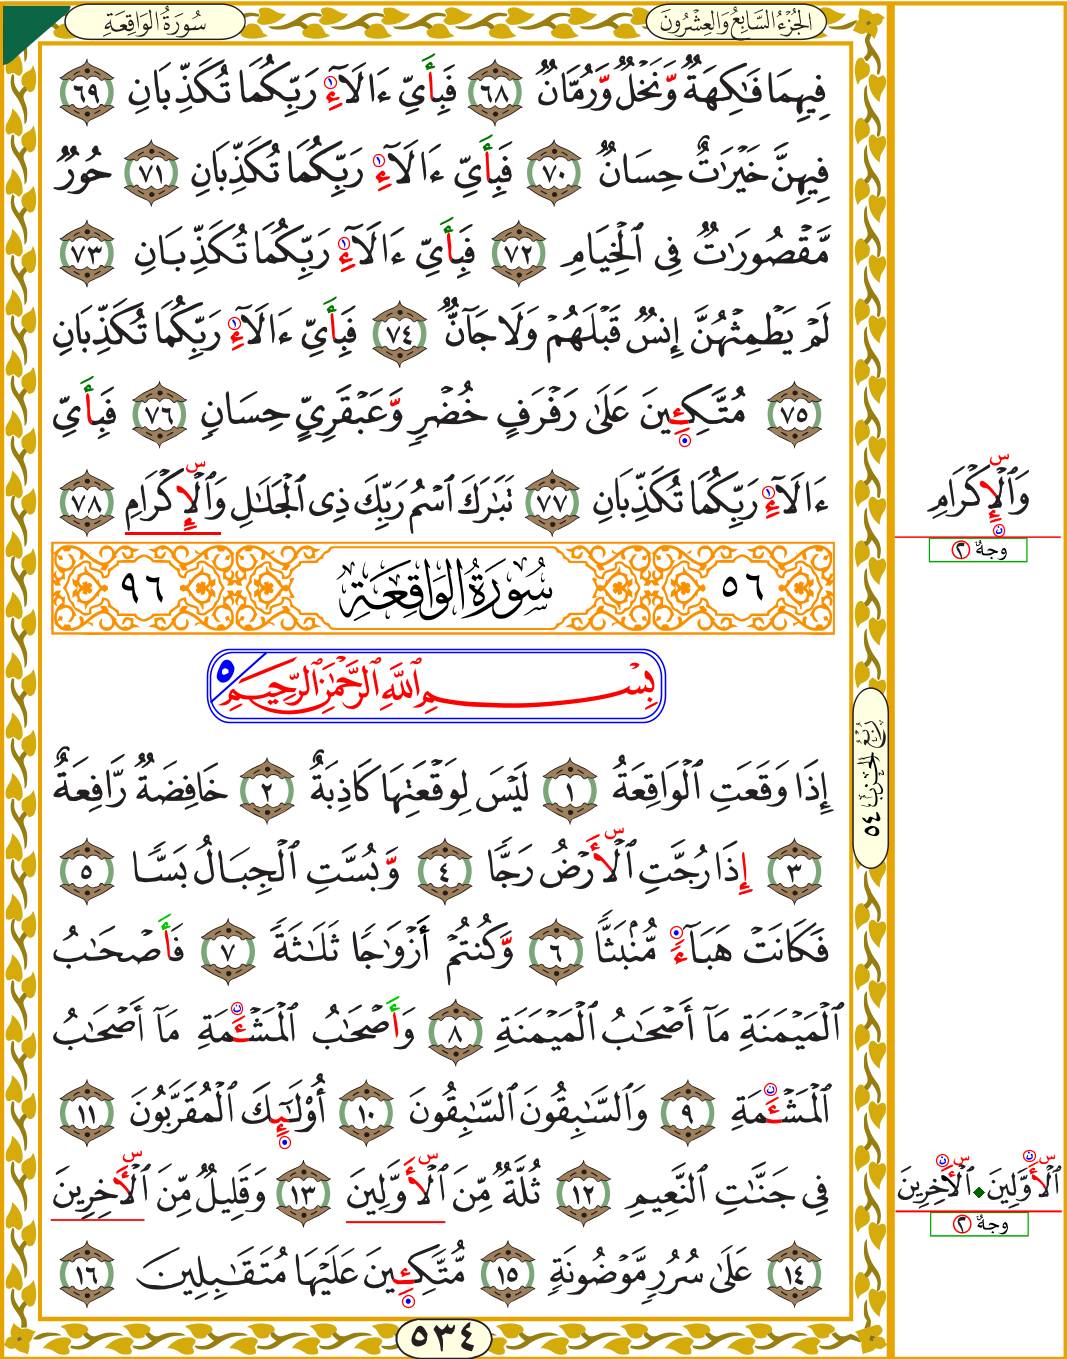 سُورَةُ الوَاقِعَةِ
الجُزْءُ السَّابِعُ وَالعِشْرُونَ
فِيهِمَا فَٰكِهَةٌ وَّنَخْلٌ وَّرُمَّانٌ ٦٨ فَبِأَىِّ ءَالَآءِ رَبِّكُمَا تُكَذِّبَانِ ٦٩
فِيهِنَّ خَيْرَٰتٌ حِسَانٌ ٧٠ فَبِأَىِّ ءَالَآءِ رَبِّكُمَا تُكَذِّبَانِ ٧١ حُورٌ
مَّقْصُورَٰتٌ فِى ٱلْخِيَامِ ٧٢ فَبِأَىِّ ءَالَآءِ رَبِّكُمَا تُكَذِّبَانِ ٧٣
لَمْ يَطْمِثْهُنَّ إِنسٌ قَبْلَهُمْ وَلَا جَآنٌّ ٧٤ فَبِأَىِّ ءَالَآءِ رَبِّكُمَا تُكَذِّبَانِ
٧٥ مُتَّكِـِٔينَ عَلَىٰ رَفْرَفٍ خُضْرٍ وَّعَبْقَرِىٍّ حِسَانٍ ٧٦ فَبِأَىِّ
ءَالَآءِ رَبِّكُمَا تُكَذِّبَانِ ٧٧ تَبَٰرَكَ ٱسْمُ رَبِّكَ ذِى ٱلْجَلَٰلِ وَٱلْإِكْرَامِ ٧٨
وَٱلْإِكْرَامِ
وجهٌ ٢
٥٦ سُورَةُ الوَاقِعَةِ ٩٦
بِسْمِ ٱللَّهِ ٱلرَّحْمَٰنِ ٱلرَّحِيمِ ٥
إِذَا وَقَعَتِ ٱلْوَاقِعَةُ ١ لَيْسَ لِوَقْعَتِهَا كَاذِبَةٌ ٢ خَافِضَةٌ رَّافِعَةٌ
٣ إِذَا رُجَّتِ ٱلْأَرْضُ رَجًّا ٤ وَّبُسَّتِ ٱلْجِبَالُ بَسًّا ٥
فَكَانَتْ هَبَآءً مُّنۢبَثًّا ٦ وَّكُنتُمْ أَزْوَٰجًا ثَلَٰثَةً ٧ فَأَصْحَٰبُ
ٱلْمَيْمَنَةِ مَآ أَصْحَٰبُ ٱلْمَيْمَنَةِ ٨ وَأَصْحَٰبُ ٱلْمَشْـَٔمَةِ مَآ أَصْحَٰبُ
ٱلْمَشْـَٔمَةِ ٩ وَٱلسَّٰبِقُونَ ٱلسَّٰبِقُونَ ١٠ أُوْلَٰٓئِكَ ٱلْمُقَرَّبُونَ ١١
فِى جَنَّٰتِ ٱلنَّعِيمِ ١٢ ثُلَّةٌ مِّنَ ٱلْأَوَّلِينَ ١٣ وَقَلِيلٌ مِّنَ ٱلْأَخِرِينَ
ٱلْأَوَّلِينَ ٱلْأَخِرِينَ
وجهٌ ٢
١٤ عَلَىٰ سُرُرٍ مَّوْضُونَةٍ ١٥ مُّتَّكِـِٔينَ عَلَيْهَا مُتَقَٰبِلِينَ ١٦
رُبْعُ الحِزْبِ ٥٤
٥٣٤